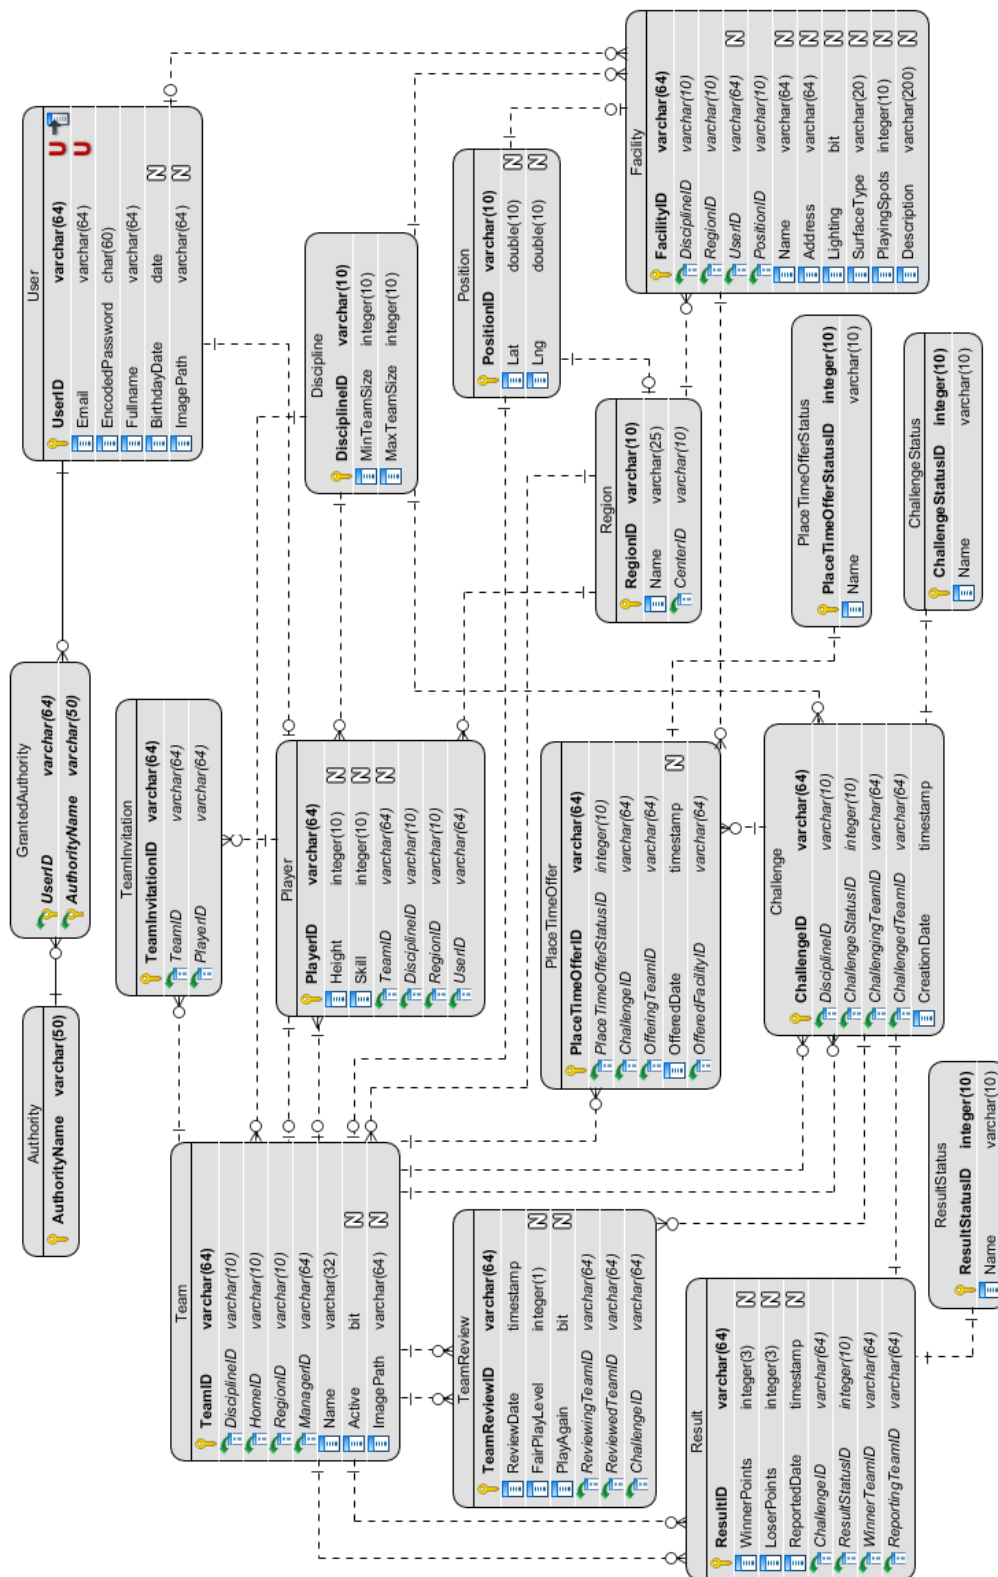 Authority
AuthorityName varchar(50)
GrantedAuthority
UserID varchar(64)
AuthorityName varchar(50)
User
UserID varchar(64) U
Email varchar(64) U
EncodedPassword char(60)
Fullname varchar(64)
BirthdayDate date N
ImagePath varchar(64) N
TeamInvitation
TeamInvitationID varchar(64)
TeamID varchar(64)
PlayerID varchar(64)
Team
TeamID varchar(64)
DisciplineID varchar(10)
HomeID varchar(10)
RegionID varchar(10)
ManagerID varchar(64)
Name varchar(32)
Active bit N
ImagePath varchar(64) N
Player
PlayerID varchar(64)
Height integer(10) N
Skill integer(10) N
TeamID varchar(64) N
DisciplineID varchar(10)
RegionID varchar(10)
UserID varchar(64)
Discipline
DisciplineID varchar(10)
MinTeamSize integer(10)
MaxTeamSize integer(10)
Position
PositionID varchar(10)
Lat double(10) N
Lng double(10) N
TeamReview
TeamReviewID varchar(64)
ReviewDate timestamp
FairPlayLevel integer(1) N
PlayAgain bit N
ReviewingTeamID varchar(64)
ReviewedTeamID varchar(64)
ChallengeID varchar(64)
PlaceTimeOffer
PlaceTimeOfferID varchar(64)
PlaceTimeOfferStatusID integer(10)
ChallengeID varchar(64)
OfferingTeamID varchar(64)
OfferedDate timestamp N
OfferedFacilityID varchar(64)
Region
RegionID varchar(10)
Name varchar(25)
CenterID varchar(10)
Facility
FacilityID varchar(64)
DisciplineID varchar(10)
RegionID varchar(10)
UserID varchar(64) N
PositionID varchar(10)
Name varchar(64) N
Address varchar(64) N
Lighting bit N
SurfaceType varchar(20) N
PlayingSpots integer(10) N
Description varchar(200) N
Result
ResultID varchar(64)
WinnerPoints integer(3) N
LoserPoints integer(3) N
ReportedDate timestamp N
ChallengeID varchar(64)
ResultStatusID integer(10)
WinnerTeamID varchar(64)
ReportingTeamID varchar(64)
Challenge
ChallengeID varchar(64)
DisciplineID varchar(10)
ChallengeStatusID integer(10)
ChallengingTeamID varchar(64)
ChallengedTeamID varchar(64)
CreationDate timestamp
PlaceTimeOfferStatus
PlaceTimeOfferStatusID integer(10)
Name varchar(10)
ResultStatus
ResultStatusID integer(10)
Name varchar(10)
ChallengeStatus
ChallengeStatusID integer(10)
Name varchar(10)